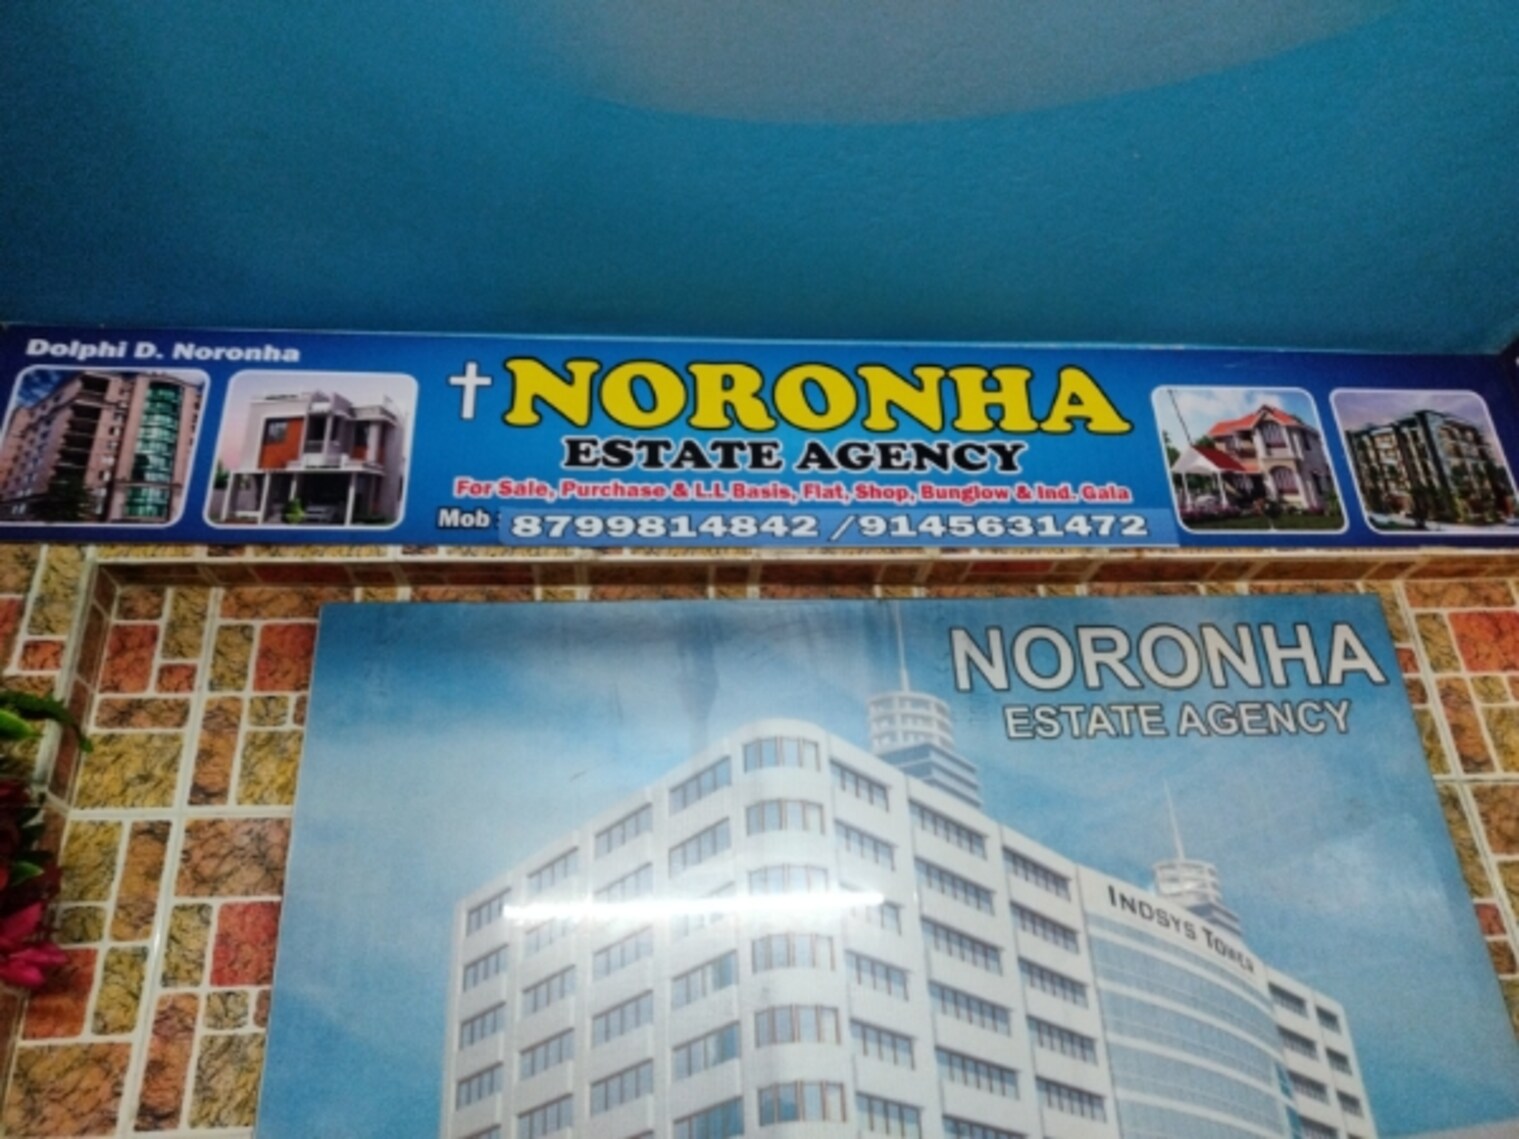 Dolphi D. Noronha
NORONHA
ESTATE AGENCY
For Sale, Purchase & L.L Basis, Flat, Shop, Bunglow & Ind. Gala
Mob : 8799814842 / 9145631472
NORONHA
ESTATE AGENCY
INDSYS TOWER